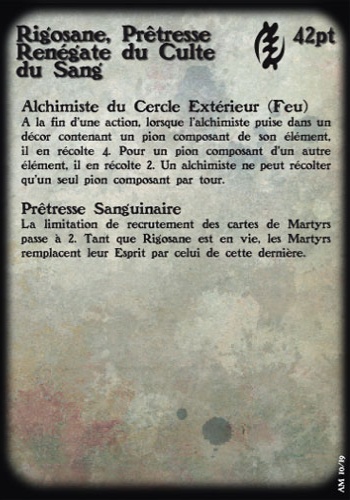 Rigosane, Prêtresse
Renégate du Culte
du Sang
42pt
Alchimiste du Cercle Extérieur (Feu)
A la fin d'une action, lorsque l'alchimiste puise dans un
décor contenant un pion composant de son élément,
il en récolte 4. Pour un pion composant d'un autre
élément, il en récolte 2. Un alchimiste ne peut récolter
qu'un seul pion composant par tour.
Prêtresse Sanguinaire
La limitation de recrutement des cartes de Martyrs
passe à 2. Tant que Rigosane est en vie, les Martyrs
remplacent leur Esprit par celui de cette dernière.
AM 10/19